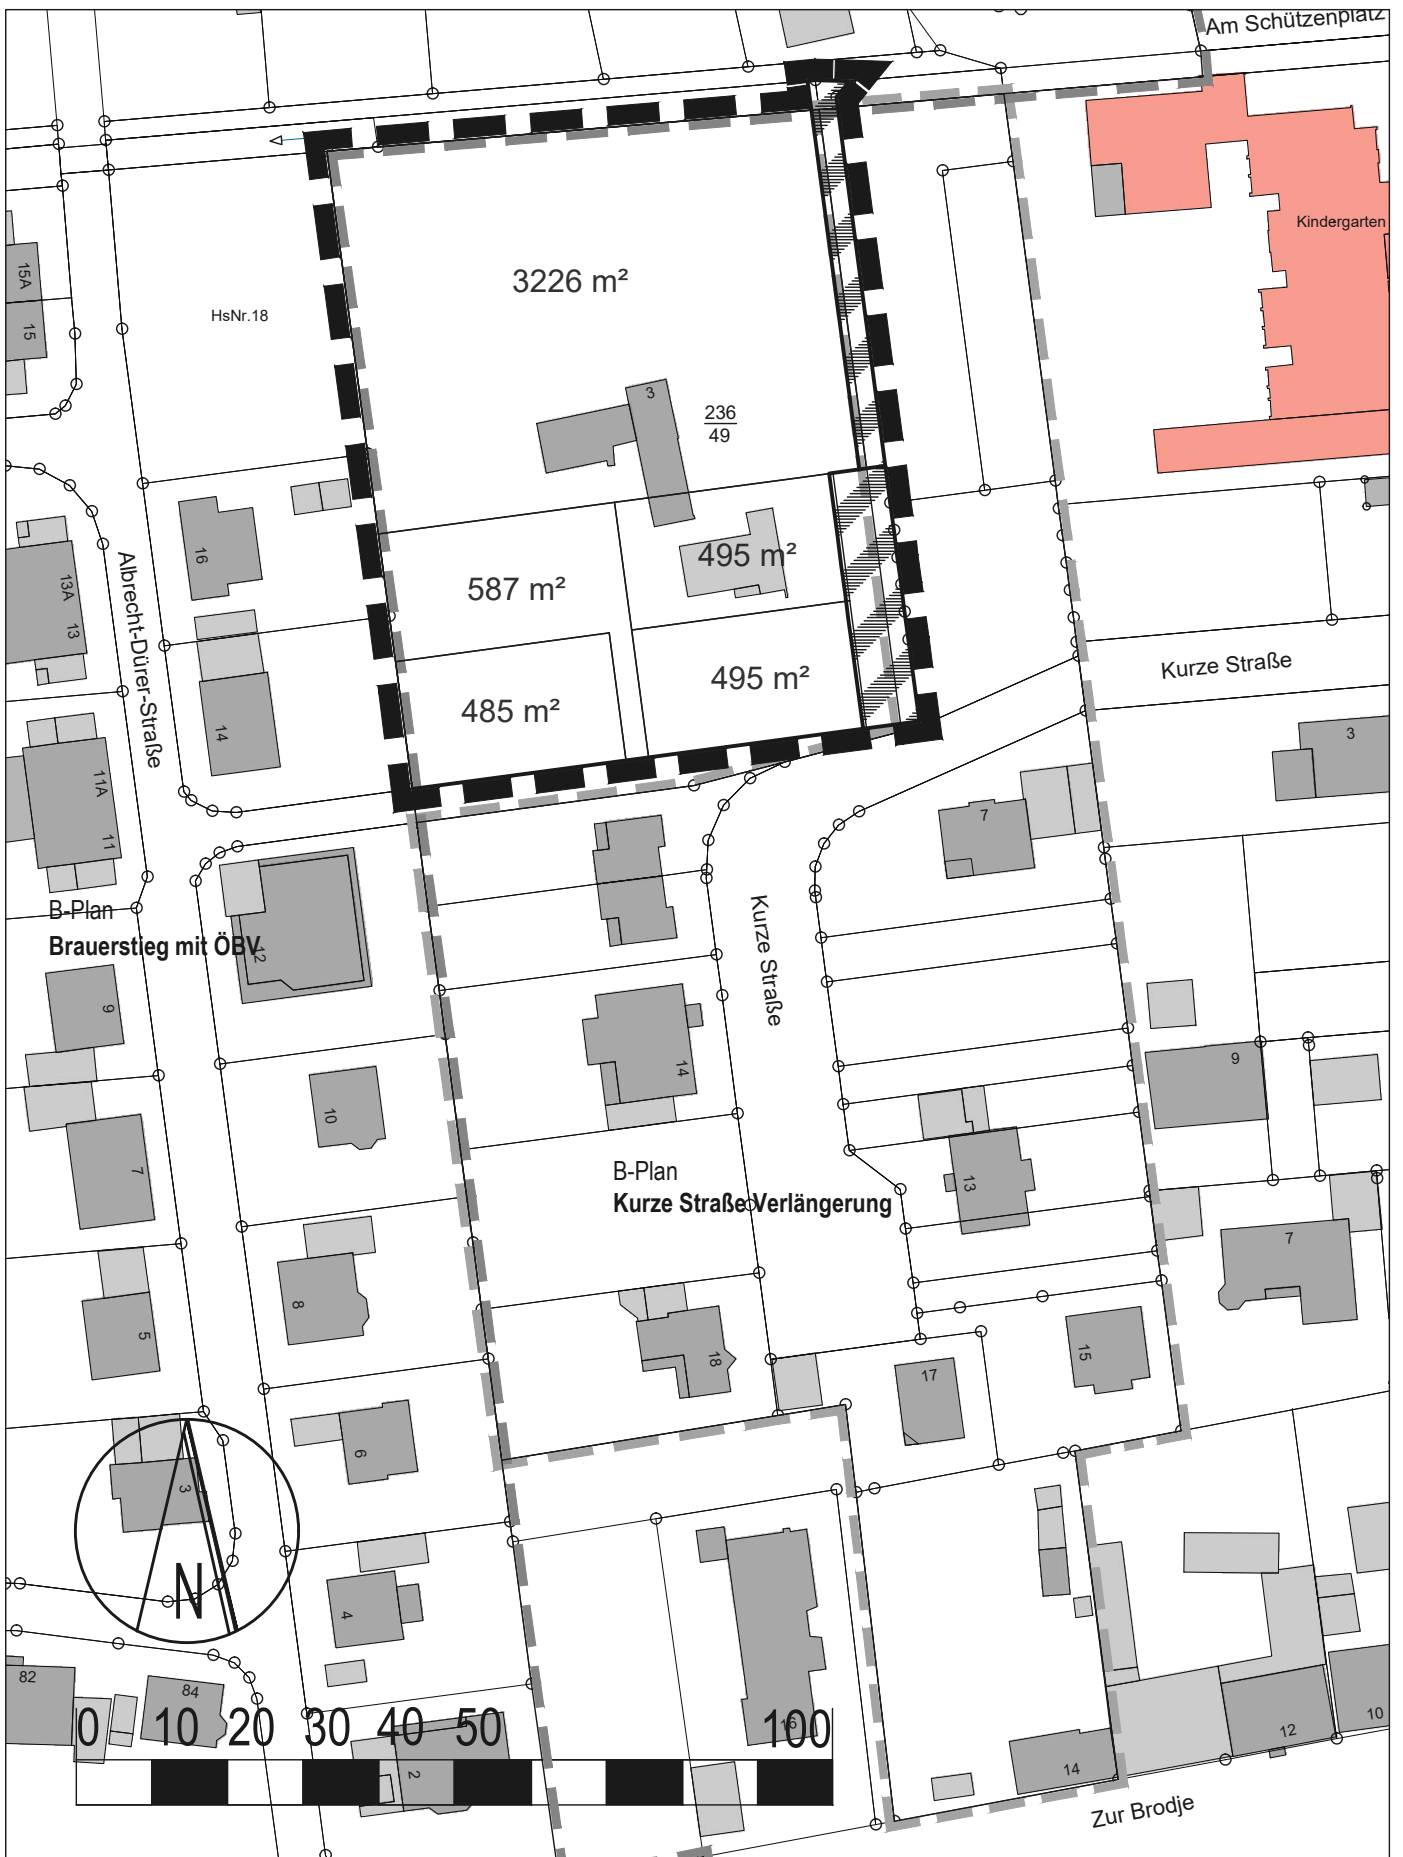 Am Schützenplatz
Kindergarten
3226 m²
HsNr.18
15A
15
3
236
49
495 m²
587 m²
16
Albrecht-Dürer-Straße
13A
13
495 m²
485 m²
Kurze Straße
14
3
11A
11
7
B-Plan
Brauerstieg mit ÖBV
12
Kurze Straße
9
14
9
10
7
B-Plan
Kurze Straße Verlängerung
13
7
8
5
18
15
17
6
3
N
4
82
84
0 10 20 30 40 50 100
16
2
14
12
10
Zur Brodje